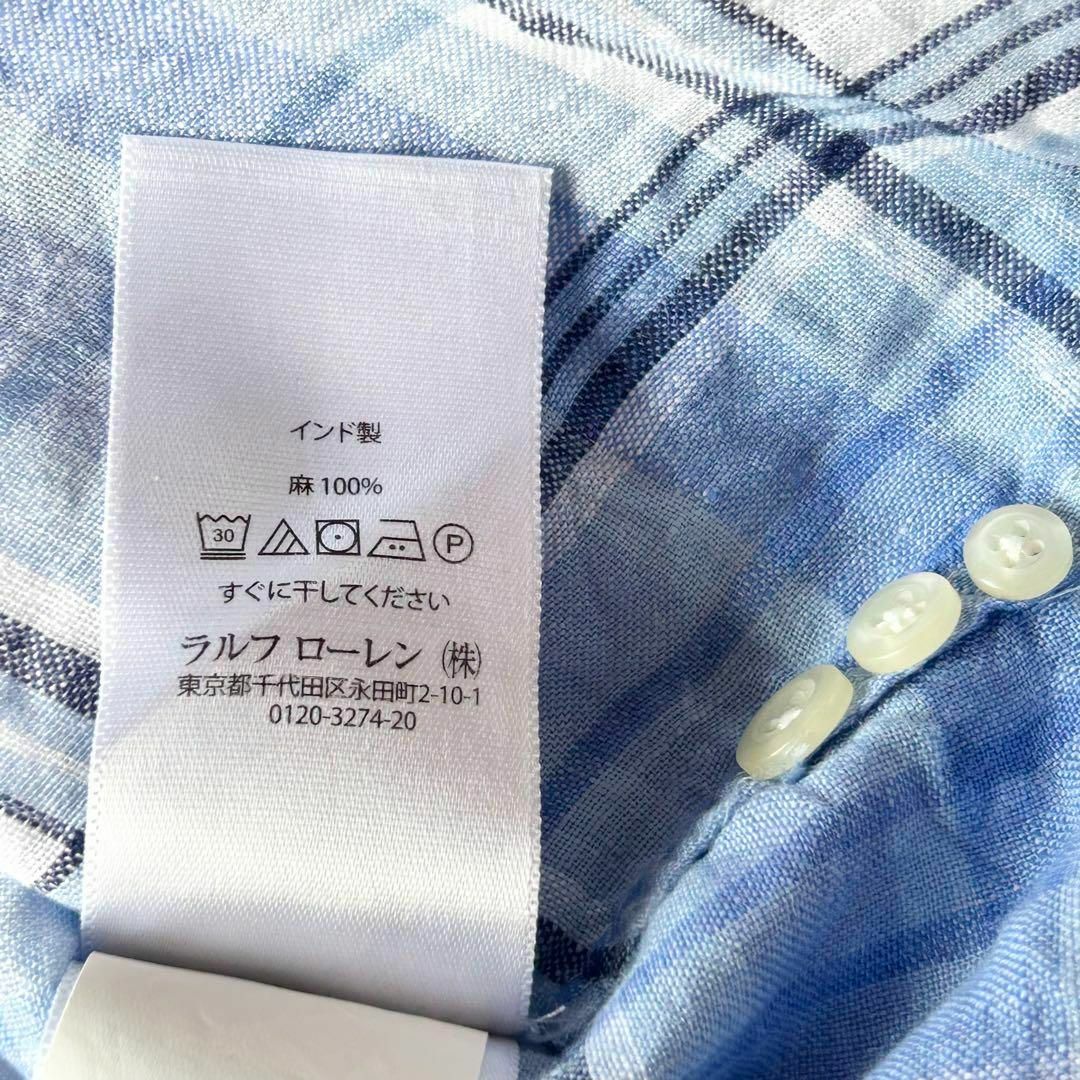 インド製
麻 100%
30 P
すぐに干してください
ラルフ ローレン ㈱
東京都千代田区永田町2-10-1
0120-3274-20